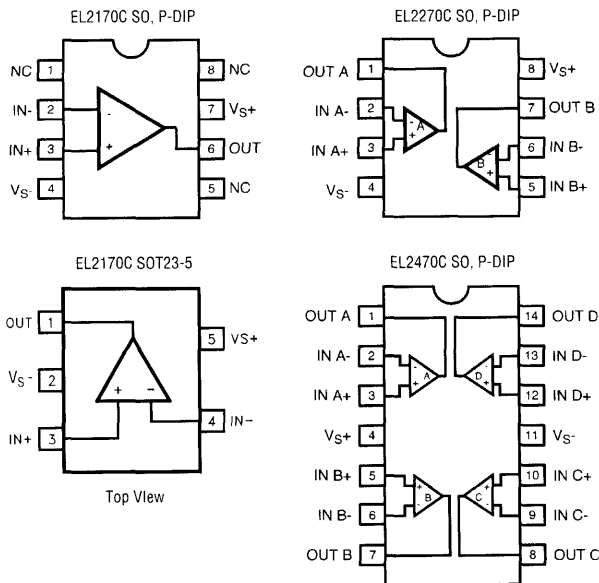 EL2170C SO, P-DIP
NC 1
8 NC
IN- 2
-
7 VS+
IN+ 3
+
6 OUT
VS- 4
5 NC
EL2270C SO, P-DIP
OUT A 1
8 VS+
IN A- 2
7 OUT B
- A
+
IN A+ 3
6 IN B-
B -
+
VS- 4
5 IN B+
EL2170C SOT23-5
OUT 1
5 VS+
VS- 2
+ -
IN+ 3
4 IN-
Top View
EL2470C SO, P-DIP
OUT A 1
14 OUT D
IN A- 2
13 IN D-
- A
+
D -
+
IN A+ 3
12 IN D+
VS+ 4
11 VS-
IN B+ 5
10 IN C+
+
B
-
+
C
-
IN B- 6
9 IN C-
OUT B 7
8 OUT C